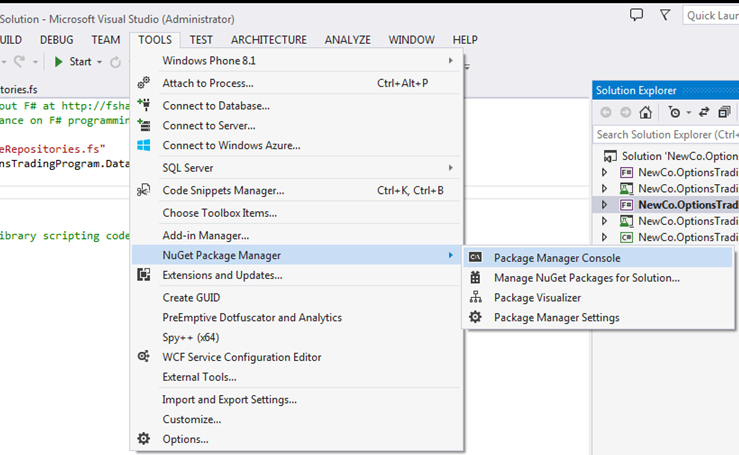 Solution - Microsoft Visual Studio (Administrator)
Quick Laun
UILD DEBUG TEAM TOOLS TEST ARCHITECTURE ANALYZE WINDOW HELP
Start
tories.fs
out F# at http://fsha
ance on F# programmin
eRepositories.fs"
onsTradingProgram.Data
ibrary scripting code
Windows Phone 8.1
Attach to Process... Ctrl+Alt+P
Connect to Database...
Connect to Server...
Connect to Windows Azure...
SQL Server
Code Snippets Manager... Ctrl+K, Ctrl+B
Choose Toolbox Items...
Add-in Manager...
NuGet Package Manager
Extensions and Updates...
Create GUID
PreEmptive Dotfuscator and Analytics
Spy++ (x64)
WCF Service Configuration Editor
External Tools...
Import and Export Settings...
Customize...
Options...
Package Manager Console
Manage NuGet Packages for Solution...
Package Visualizer
Package Manager Settings
Solution Explorer
Search Solution Explorer (Ctrl+
Solution 'NewCo.Option
NewCo.OptionsTradi
NewCo.OptionsTradi
NewCo.OptionsTradi
NewCo.OptionsTradi
NewCo.OptionsTradi